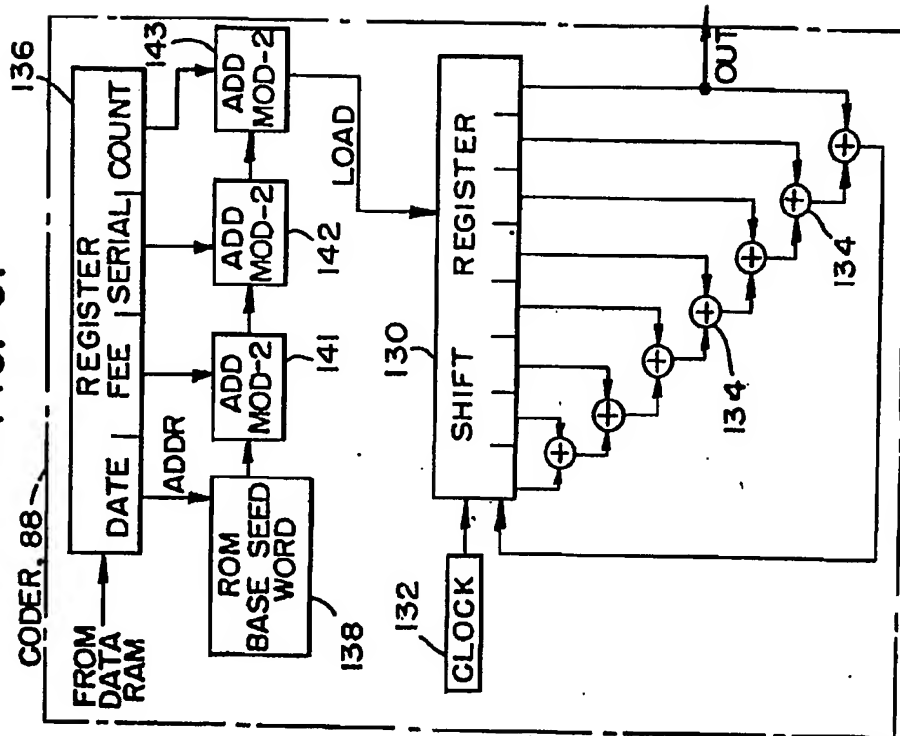 CODER, 88
FROM
DATA
RAM
136
REGISTER
DATE FEE SERIAL COUNT
ADDR
ROM
BASE SEED
WORD
138
ADD
MOD-2
141
ADD
MOD-2
142
ADD
MOD-2
143
LOAD
CLOCK
132
130
SHIFT REGISTER
134
134
OUT